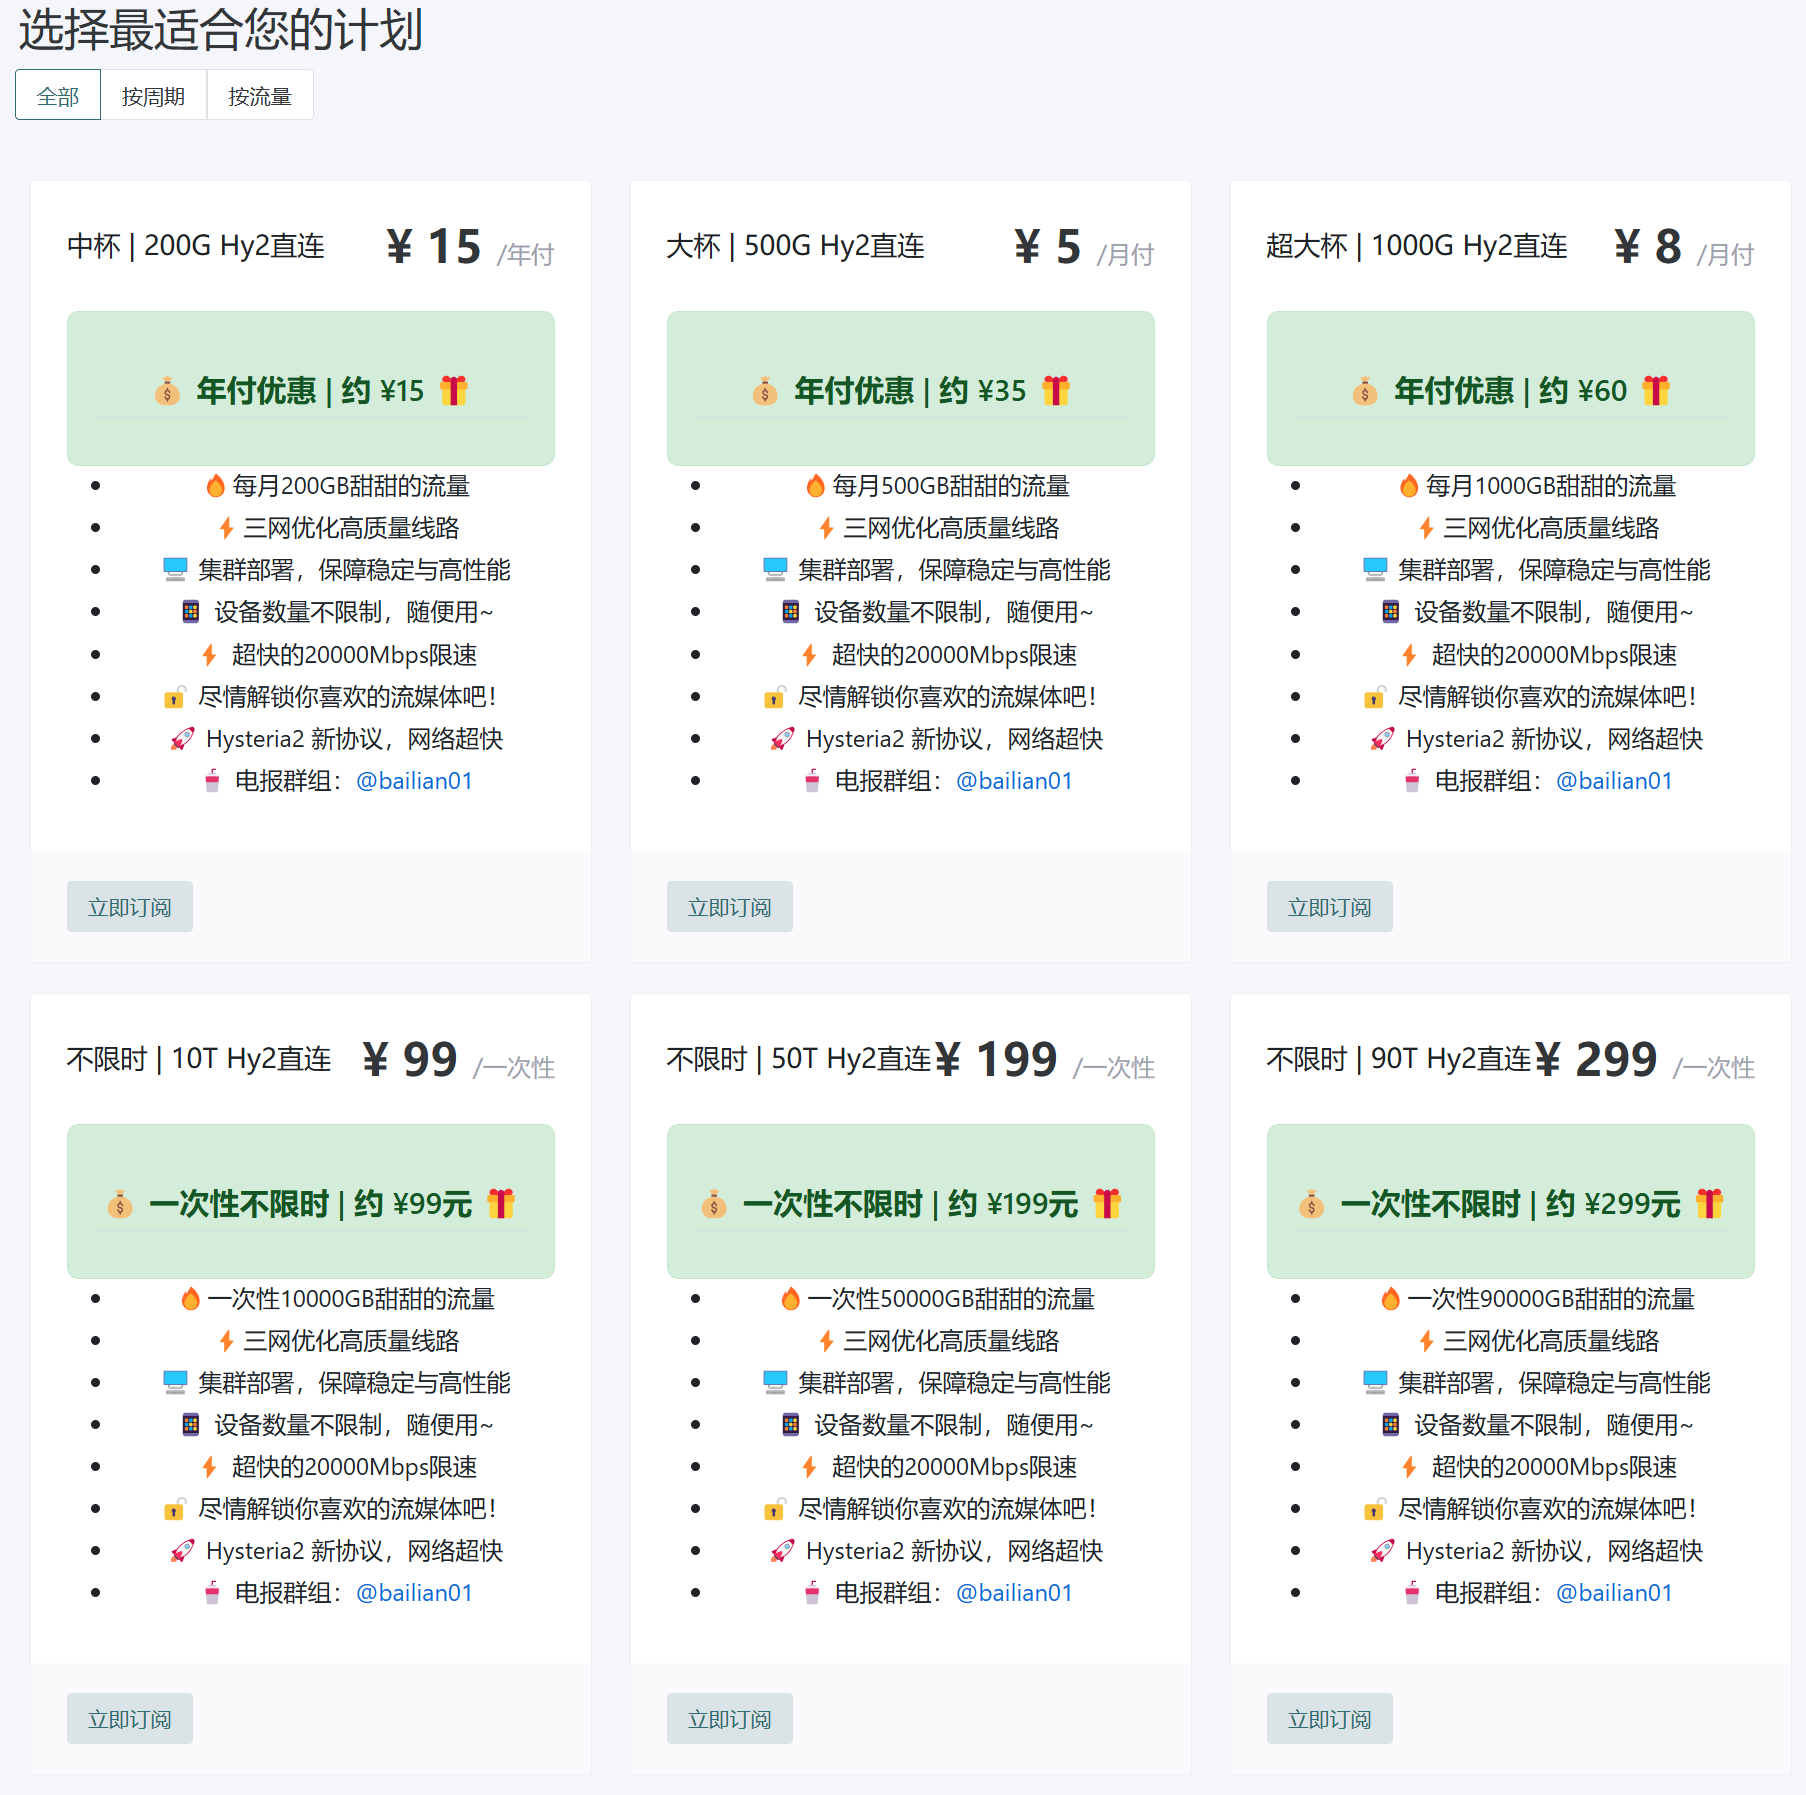 选择最适合您的计划
全部 按周期 按流量
中杯 | 200G Hy2直连 ¥ 15 /年付
💰 年付优惠 | 约 ¥15 🎁
🔥每月200GB甜甜的流量
⚡三网优化高质量线路
🖥️ 集群部署，保障稳定与高性能
📱 设备数量不限制，随便用~
⚡ 超快的20000Mbps限速
🔓 尽情解锁你喜欢的流媒体吧！
🚀 Hysteria2 新协议，网络超快
🥤 电报群组：@bailian01
立即订阅
大杯 | 500G Hy2直连 ¥ 5 /月付
💰 年付优惠 | 约 ¥35 🎁
🔥每月500GB甜甜的流量
⚡三网优化高质量线路
🖥️ 集群部署，保障稳定与高性能
📱 设备数量不限制，随便用~
⚡ 超快的20000Mbps限速
🔓 尽情解锁你喜欢的流媒体吧！
🚀 Hysteria2 新协议，网络超快
🥤 电报群组：@bailian01
立即订阅
超大杯 | 1000G Hy2直连 ¥ 8 /月付
💰 年付优惠 | 约 ¥60 🎁
🔥每月1000GB甜甜的流量
⚡三网优化高质量线路
🖥️ 集群部署，保障稳定与高性能
📱 设备数量不限制，随便用~
⚡ 超快的20000Mbps限速
🔓 尽情解锁你喜欢的流媒体吧！
🚀 Hysteria2 新协议，网络超快
🥤 电报群组：@bailian01
立即订阅
不限时 | 10T Hy2直连 ¥ 99 /一次性
💰 一次性不限时 | 约 ¥99元 🎁
🔥一次性10000GB甜甜的流量
⚡三网优化高质量线路
🖥️ 集群部署，保障稳定与高性能
📱 设备数量不限制，随便用~
⚡ 超快的20000Mbps限速
🔓 尽情解锁你喜欢的流媒体吧！
🚀 Hysteria2 新协议，网络超快
🥤 电报群组：@bailian01
立即订阅
不限时 | 50T Hy2直连 ¥ 199 /一次性
💰 一次性不限时 | 约 ¥199元 🎁
🔥一次性50000GB甜甜的流量
⚡三网优化高质量线路
🖥️ 集群部署，保障稳定与高性能
📱 设备数量不限制，随便用~
⚡ 超快的20000Mbps限速
🔓 尽情解锁你喜欢的流媒体吧！
🚀 Hysteria2 新协议，网络超快
🥤 电报群组：@bailian01
立即订阅
不限时 | 90T Hy2直连 ¥ 299 /一次性
💰 一次性不限时 | 约 ¥299元 🎁
🔥一次性90000GB甜甜的流量
⚡三网优化高质量线路
🖥️ 集群部署，保障稳定与高性能
📱 设备数量不限制，随便用~
⚡ 超快的20000Mbps限速
🔓 尽情解锁你喜欢的流媒体吧！
🚀 Hysteria2 新协议，网络超快
🥤 电报群组：@bailian01
立即订阅